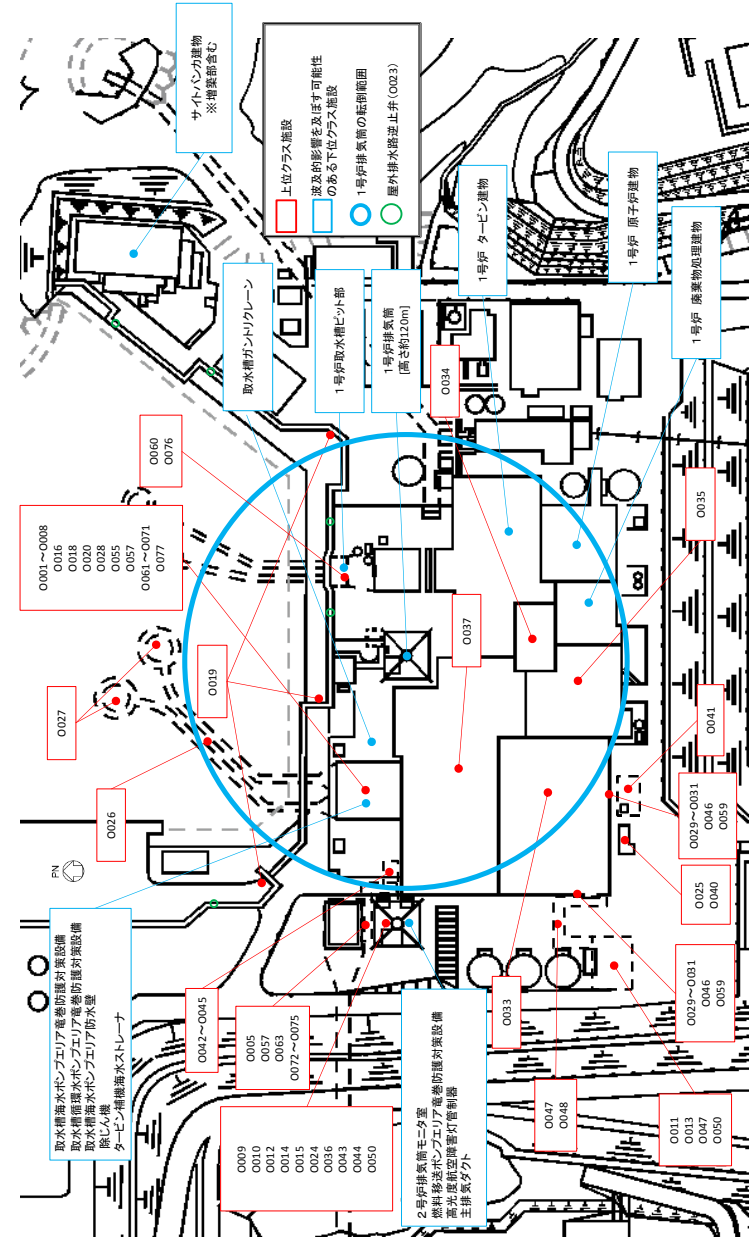 サイトバンカ建物
※増築部含む
上位クラス施設
波及的影響を及ぼす可能性
のある下位クラス施設
1号炉排気筒の転倒範囲
屋外排水路逆止弁(O023)
取水槽ガントリクレーン
1号炉取水槽ピット部
1号炉排気筒
[高さ約120m]
1号炉 タービン建物
1号炉 原子炉建物
1号炉 廃棄物処理建物
O034
O035
O060
O076
O001～O008
O016
O018
O020
O028
O055
O057
O061～O071
O077
O037
O019
O027
O026
O041
O029～O031
O046
O059
O025
O040
O029～O031
O046
O059
O033
PN
取水槽海水ポンプエリア竜巻防護対策設備
取水槽循環水ポンプエリア竜巻防護対策設備
取水槽海水ポンプエリア防水壁
除じん機
タービン補機海水ストレーナ
O042～O045
O005
O057
O063
O072～O075
O009
O010
O012
O014
O015
O024
O036
O043
O044
O050
2号炉排気筒モニタ室
燃料移送ポンプエリア竜巻防護対策設備
高光度航空障害灯管制器
主排気ダクト
O047
O048
O011
O013
O047
O050